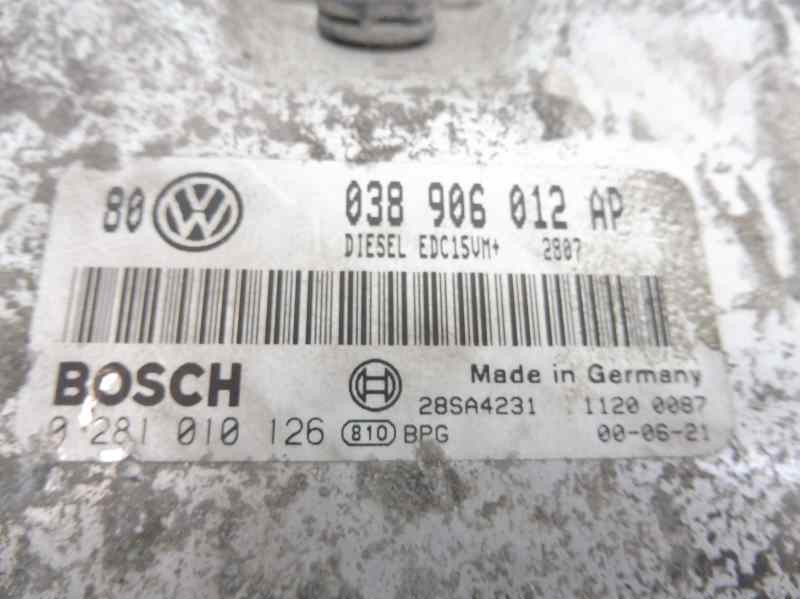 80 VW 038 906 012 AP
DIESEL EDC15VM+ 2807
BOSCH Made in Germany
28SA4231 1120 0087
0 281 010 126 810 BPG 00-06-21